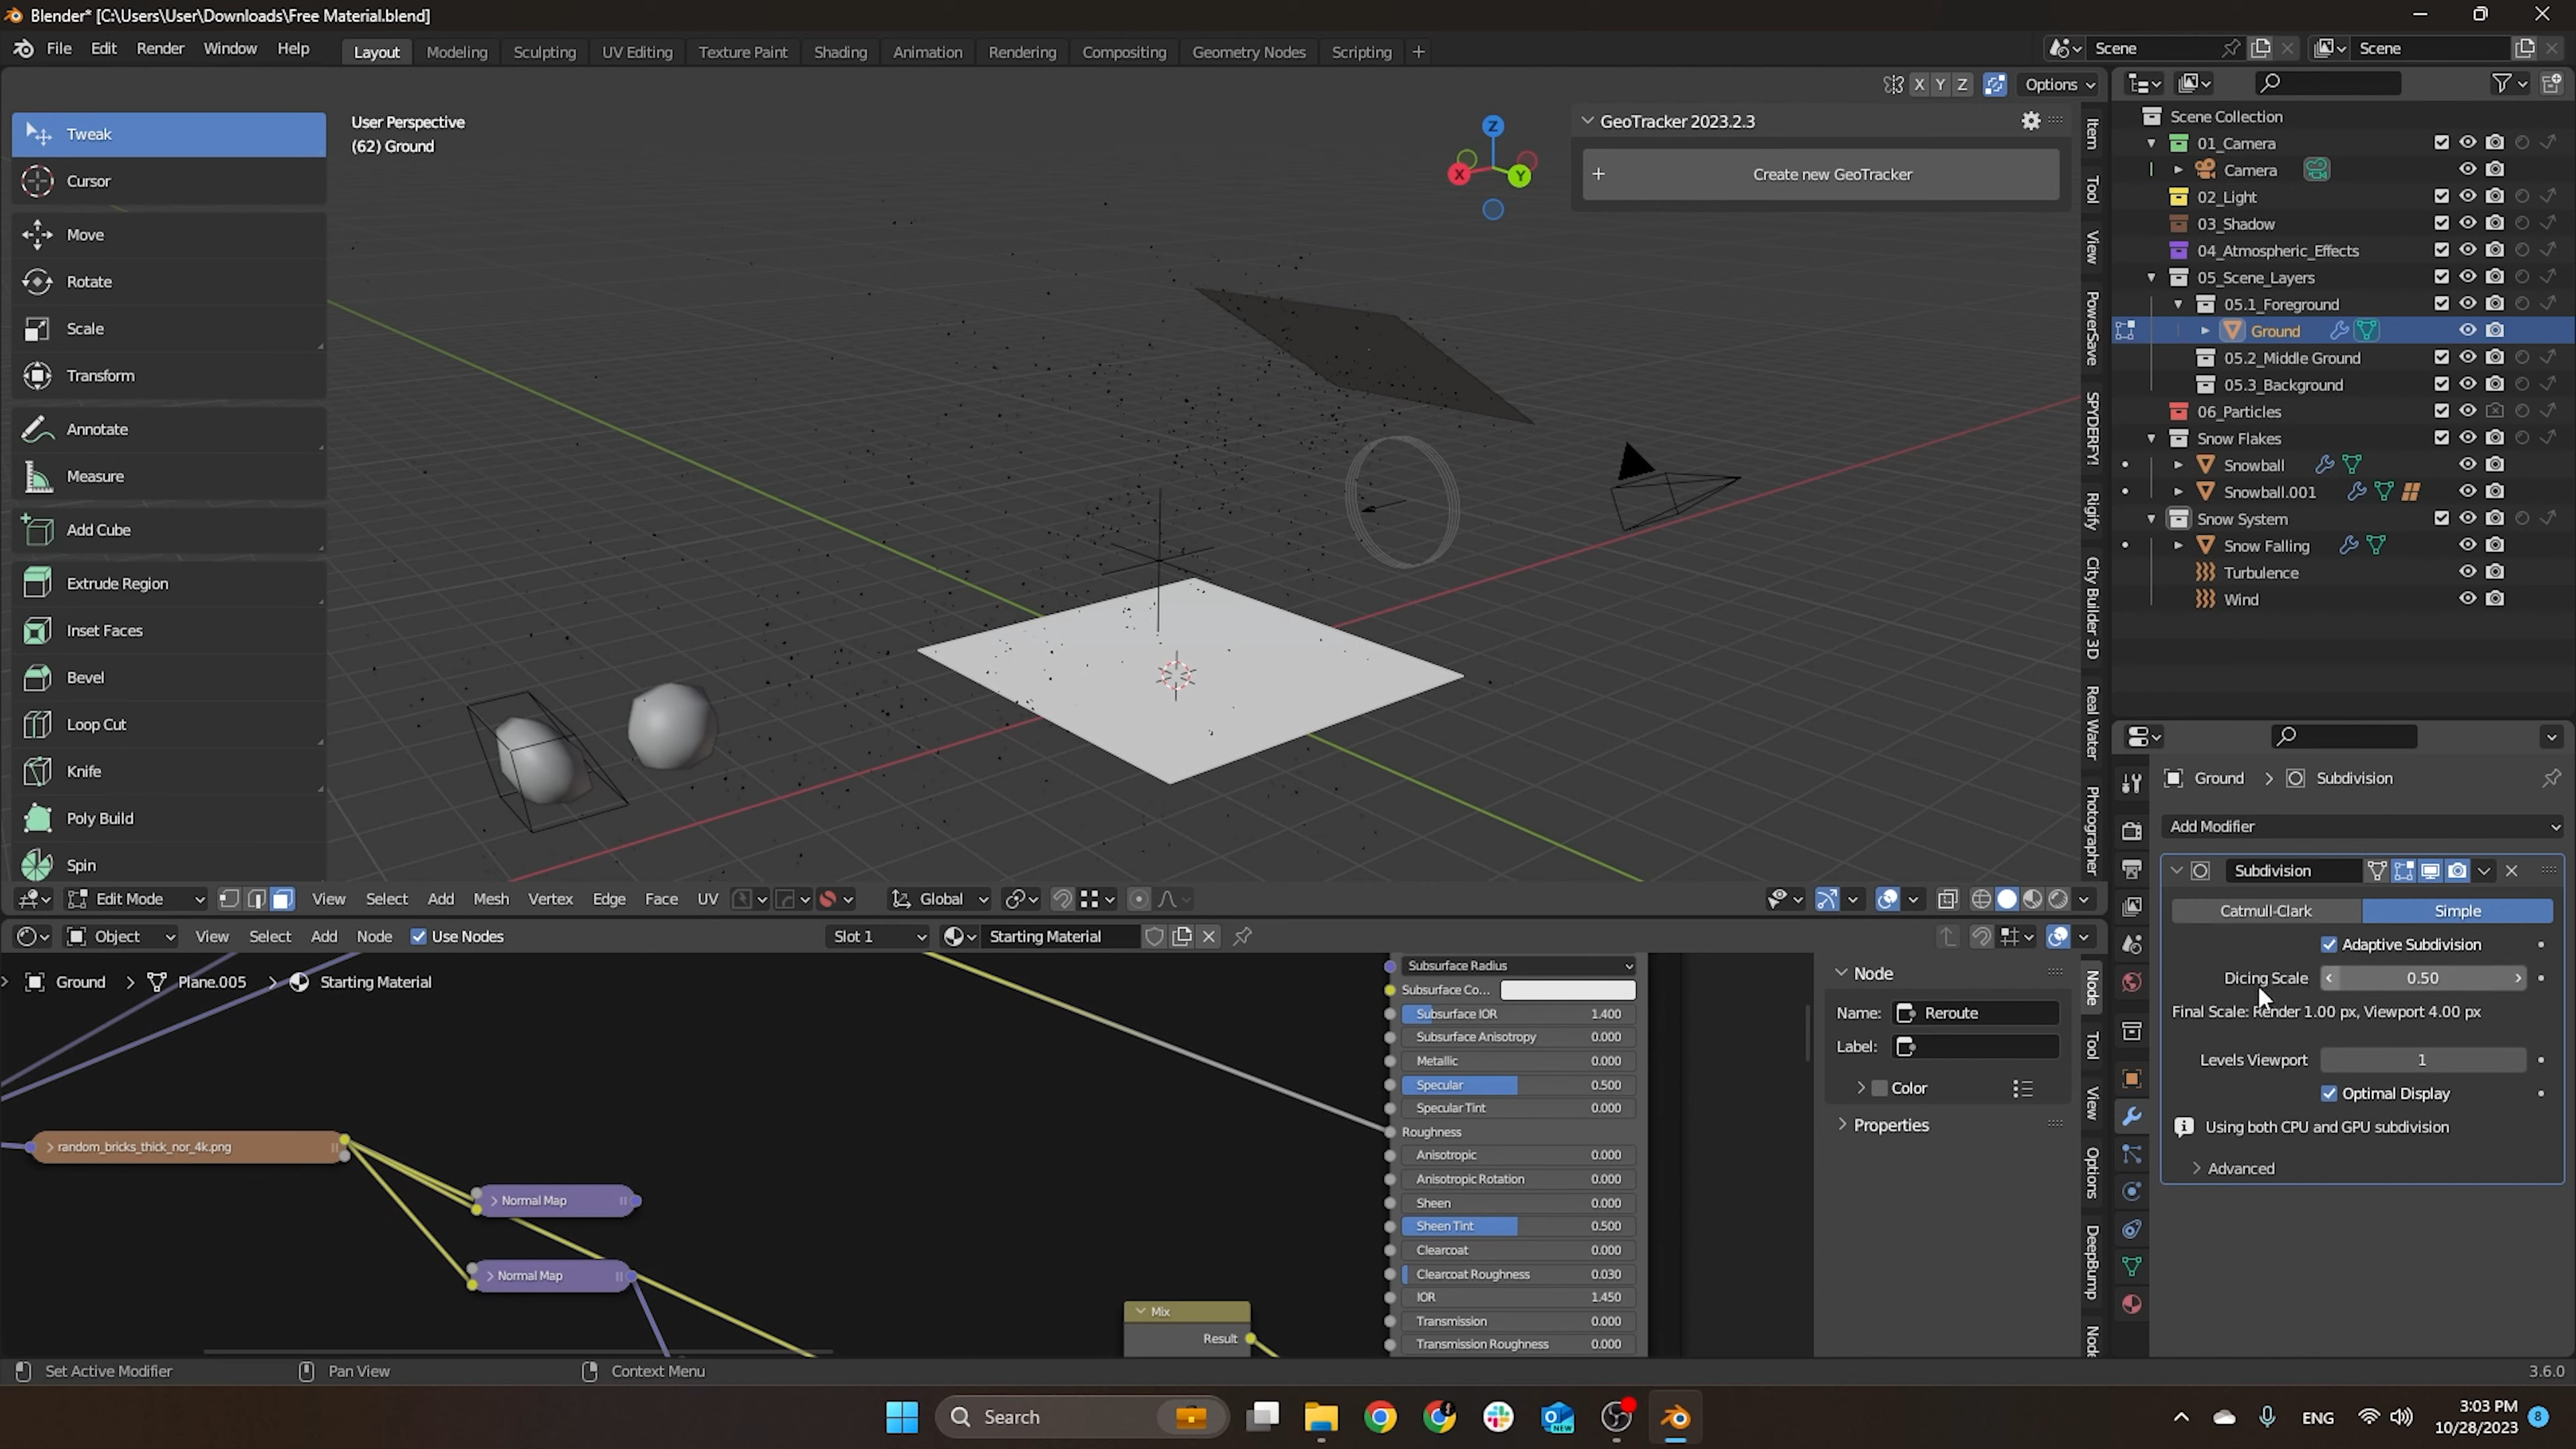 Blender* [C:\Users\User\Downloads\Free Material.blend]
File Edit Render Window Help Layout Modeling Sculpting UV Editing Texture Paint Shading Animation Rendering Compositing Geometry Nodes Scripting + Scene Scene
X Y Z Options
Tweak
Cursor
Move
Rotate
Scale
Transform
Annotate
Measure
Add Cube
Extrude Region
Inset Faces
Bevel
Loop Cut
Knife
Poly Build
Spin
User Perspective
(62) Ground
Z
X
Y
GeoTracker 2023.2.3
+ Create new GeoTracker
Item
Tool
View
PowerSave
SPYDERFY!
Rigify
City Builder 3D
Real Water
Photographer
Scene Collection
01_Camera
Camera
02_Light
03_Shadow
04_Atmospheric_Effects
05_Scene_Layers
05.1_Foreground
Ground
05.2_Middle Ground
05.3_Background
06_Particles
Snow Flakes
Snowball
Snowball.001
Snow System
Snow Falling
Turbulence
Wind
Ground > Subdivision
Add Modifier
Subdivision
Catmull-Clark Simple
Adaptive Subdivision
Dicing Scale 0.50
Final Scale: Render 1.00 px, Viewport 4.00 px
Levels Viewport 1
Optimal Display
Using both CPU and GPU subdivision
Advanced
Edit Mode View Select Add Mesh Vertex Edge Face UV Global
Object View Select Add Node Use Nodes Slot 1 Starting Material
Ground > Plane.005 > Starting Material
random_bricks_thick_nor_4k.png
Normal Map
Normal Map
Mix
Result
Subsurface Radius
Subsurface Co...
Subsurface IOR 1.400
Subsurface Anisotropy 0.000
Metallic 0.000
Specular 0.500
Specular Tint 0.000
Roughness
Anisotropic 0.000
Anisotropic Rotation 0.000
Sheen 0.000
Sheen Tint 0.500
Clearcoat 0.000
Clearcoat Roughness 0.030
IOR 1.450
Transmission 0.000
Transmission Roughness 0.000
Node
Name: Reroute
Label:
Color
Properties
Node
Tool
View
Options
DeepBump
Node
Set Active Modifier Pan View Context Menu 3.6.0
Search
NEW
ENG
3:03 PM
10/28/2023
8